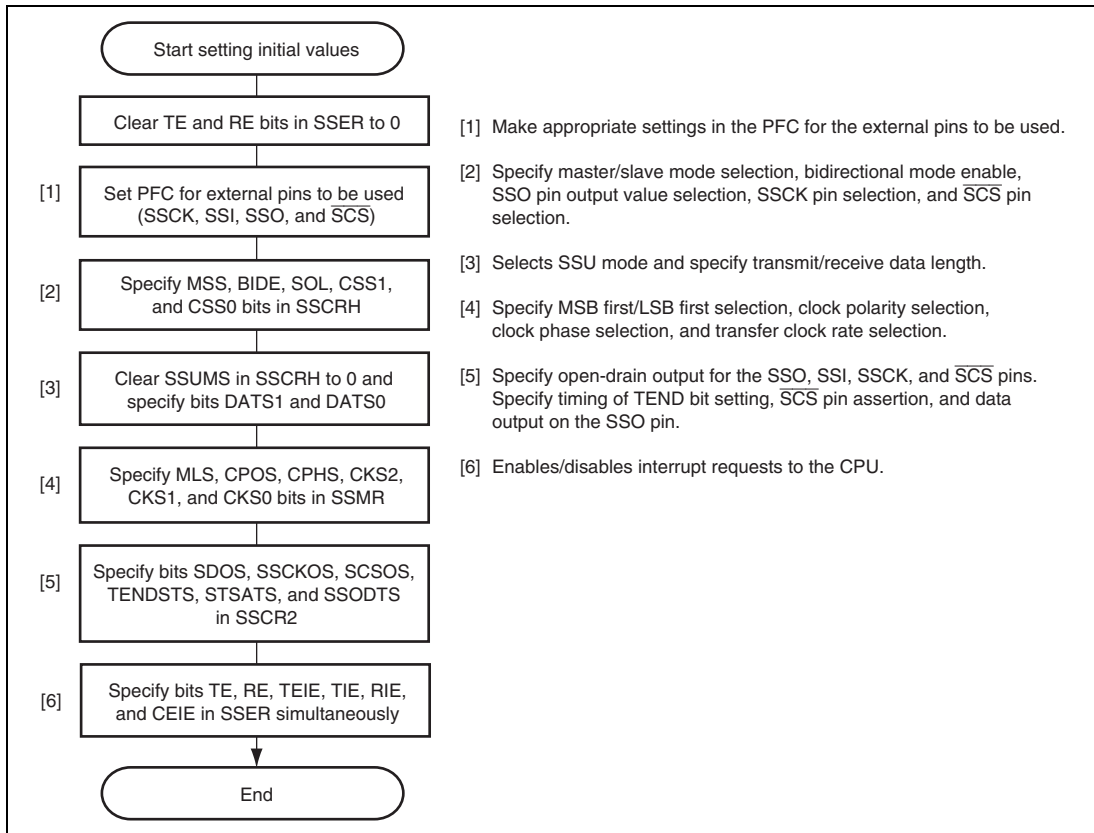 Start setting initial values
Clear TE and RE bits in SSER to 0
[1]
Set PFC for external pins to be used
(SSCK, SSI, SSO, and S̅C̅S̅)
[2]
Specify MSS, BIDE, SOL, CSS1,
and CSS0 bits in SSCRH
[3]
Clear SSUMS in SSCRH to 0 and
specify bits DATS1 and DATS0
[4]
Specify MLS, CPOS, CPHS, CKS2,
CKS1, and CKS0 bits in SSMR
[5]
Specify bits SDOS, SSCKOS, SCSOS,
TENDSTS, STSATS, and SSODTS
in SSCR2
[6]
Specify bits TE, RE, TEIE, TIE, RIE,
and CEIE in SSER simultaneously
End
[1] Make appropriate settings in the PFC for the external pins to be used.
[2] Specify master/slave mode selection, bidirectional mode enable,
SSO pin output value selection, SSCK pin selection, and S̅C̅S̅ pin
selection.
[3] Selects SSU mode and specify transmit/receive data length.
[4] Specify MSB first/LSB first selection, clock polarity selection,
clock phase selection, and transfer clock rate selection.
[5] Specify open-drain output for the SSO, SSI, SSCK, and S̅C̅S̅ pins.
Specify timing of TEND bit setting, S̅C̅S̅ pin assertion, and data
output on the SSO pin.
[6] Enables/disables interrupt requests to the CPU.